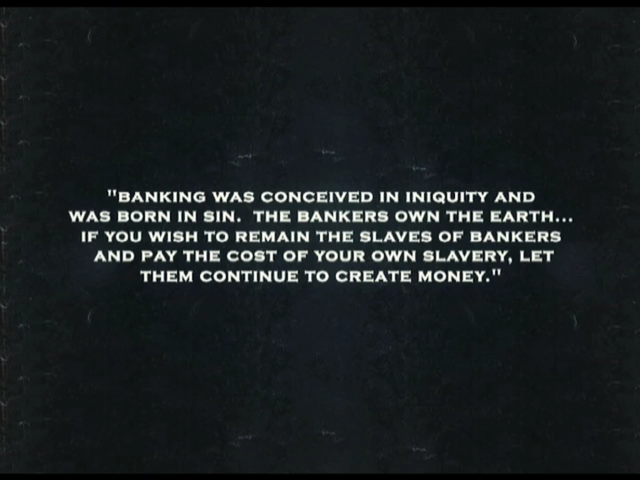 "BANKING WAS CONCEIVED IN INIQUITY AND
WAS BORN IN SIN. THE BANKERS OWN THE EARTH...
IF YOU WISH TO REMAIN THE SLAVES OF BANKERS
AND PAY THE COST OF YOUR OWN SLAVERY, LET
THEM CONTINUE TO CREATE MONEY."